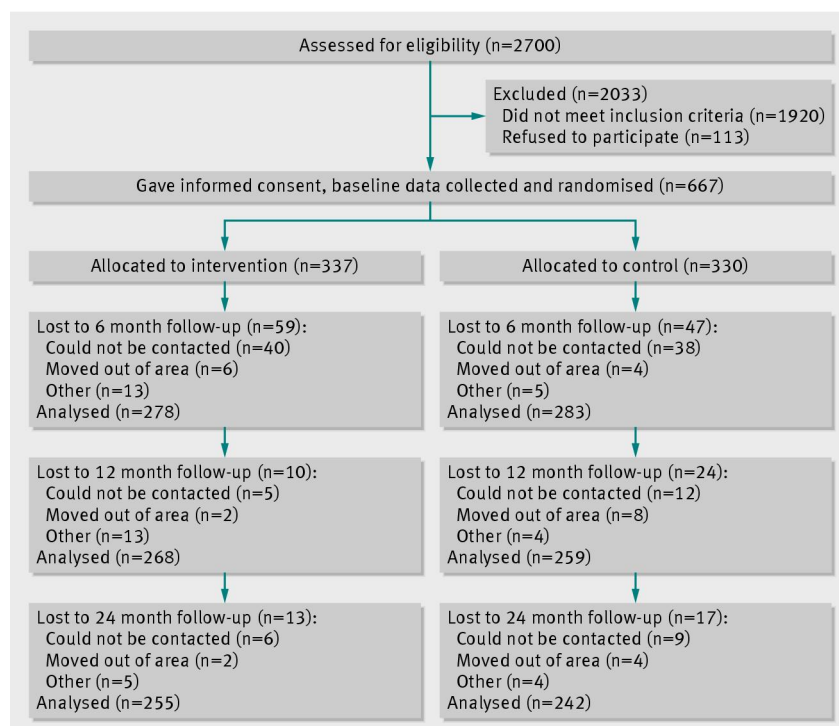 Assessed for eligibility (n=2700)
Excluded (n=2033)
Did not meet inclusion criteria (n=1920)
Refused to participate (n=113)
Gave informed consent, baseline data collected and randomised (n=667)
Allocated to intervention (n=337)
Allocated to control (n=330)
Lost to 6 month follow-up (n=59):
Could not be contacted (n=40)
Moved out of area (n=6)
Other (n=13)
Analysed (n=278)
Lost to 6 month follow-up (n=47):
Could not be contacted (n=38)
Moved out of area (n=4)
Other (n=5)
Analysed (n=283)
Lost to 12 month follow-up (n=10):
Could not be contacted (n=5)
Moved out of area (n=2)
Other (n=13)
Analysed (n=268)
Lost to 12 month follow-up (n=24):
Could not be contacted (n=12)
Moved out of area (n=8)
Other (n=4)
Analysed (n=259)
Lost to 24 month follow-up (n=13):
Could not be contacted (n=6)
Moved out of area (n=2)
Other (n=5)
Analysed (n=255)
Lost to 24 month follow-up (n=17):
Could not be contacted (n=9)
Moved out of area (n=4)
Other (n=4)
Analysed (n=242)